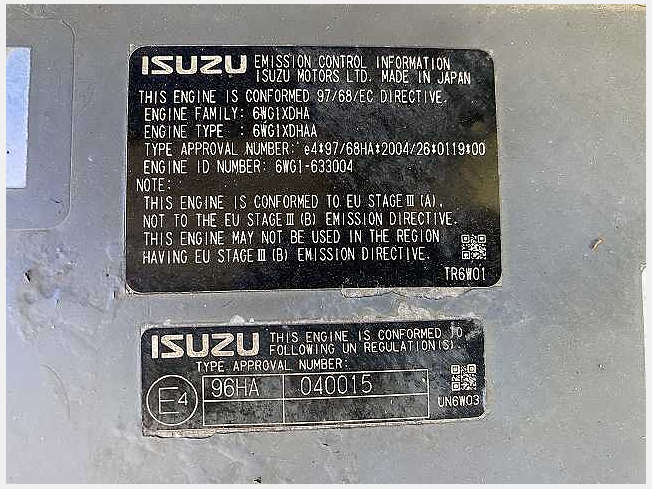 ISUZU EMISSION CONTROL INFORMATION
ISUZU MOTORS LTD. MADE IN JAPAN
THIS ENGINE IS CONFORMED 97/68/EC DIRECTIVE.
ENGINE FAMILY: 6WG1XDHA
ENGINE TYPE : 6WG1XDHAA
TYPE APPROVAL NUMBER: e4*97/68HA*2004/26*0119*00
ENGINE ID NUMBER: 6WG1-633004
NOTE:
THIS ENGINE IS CONFORMED TO EU STAGE Ⅲ (A),
NOT TO THE EU STAGE Ⅲ (B) EMISSION DIRECTIVE.
THIS ENGINE MAY NOT BE USED IN THE REGION
HAVING EU STAGE Ⅲ (B) EMISSION DIRECTIVE.
TR6W01
ISUZU THIS ENGINE IS CONFORMED TO
FOLLOWING UN REGULATION(S).
TYPE APPROVAL NUMBER:
E4 96HA 040015
UN6W03